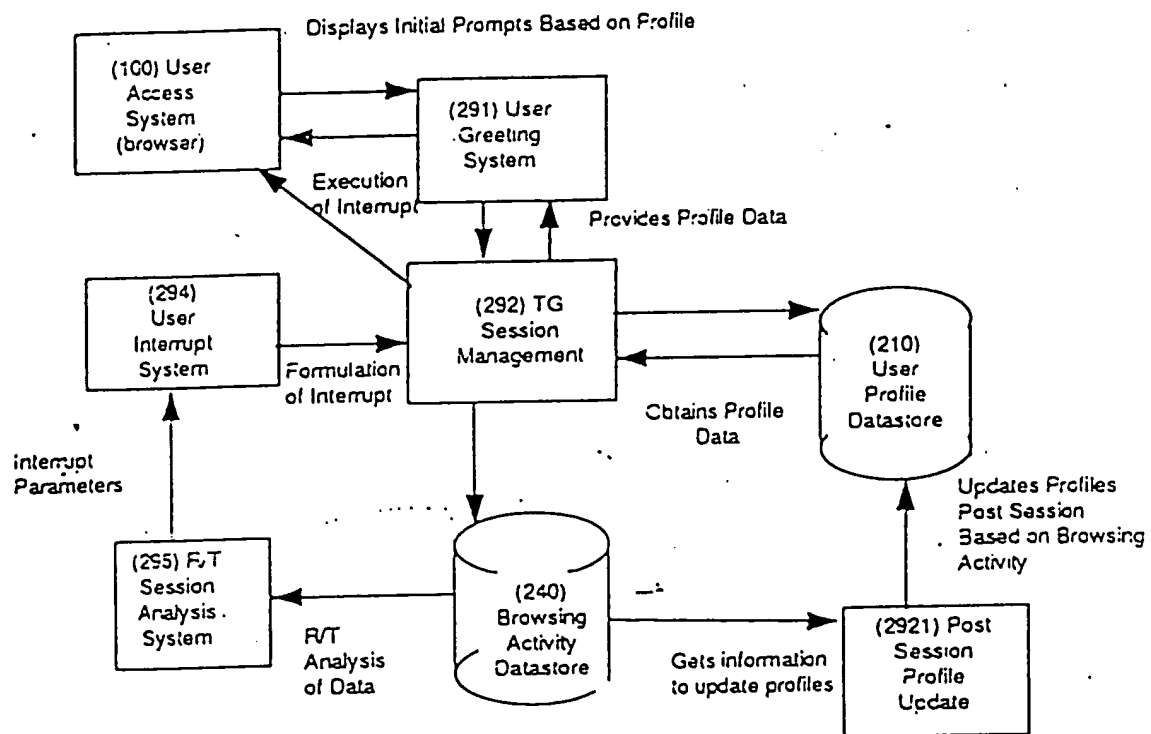 Displays Initial Prompts Based on Profile
(100) User
Access
System
(browser)
(291) User
Greeting
System
Execution
of Interrupt
Provides Profile Data
(294)
User
Interrupt
System
Formulation
of Interrupt
(292) TG
Session
Management
(210)
User
Profile
Datastore
Obtains Profile
Data
Interrupt
Parameters
Updates Profiles
Post Session
Based on Browsing
Activity
(295) R/T
Session
Analysis
System
R/T
Analysis
of Data
(240)
Browsing
Activity
Datastore
Gets information
to update profiles
(2921) Post
Session
Profile
Update